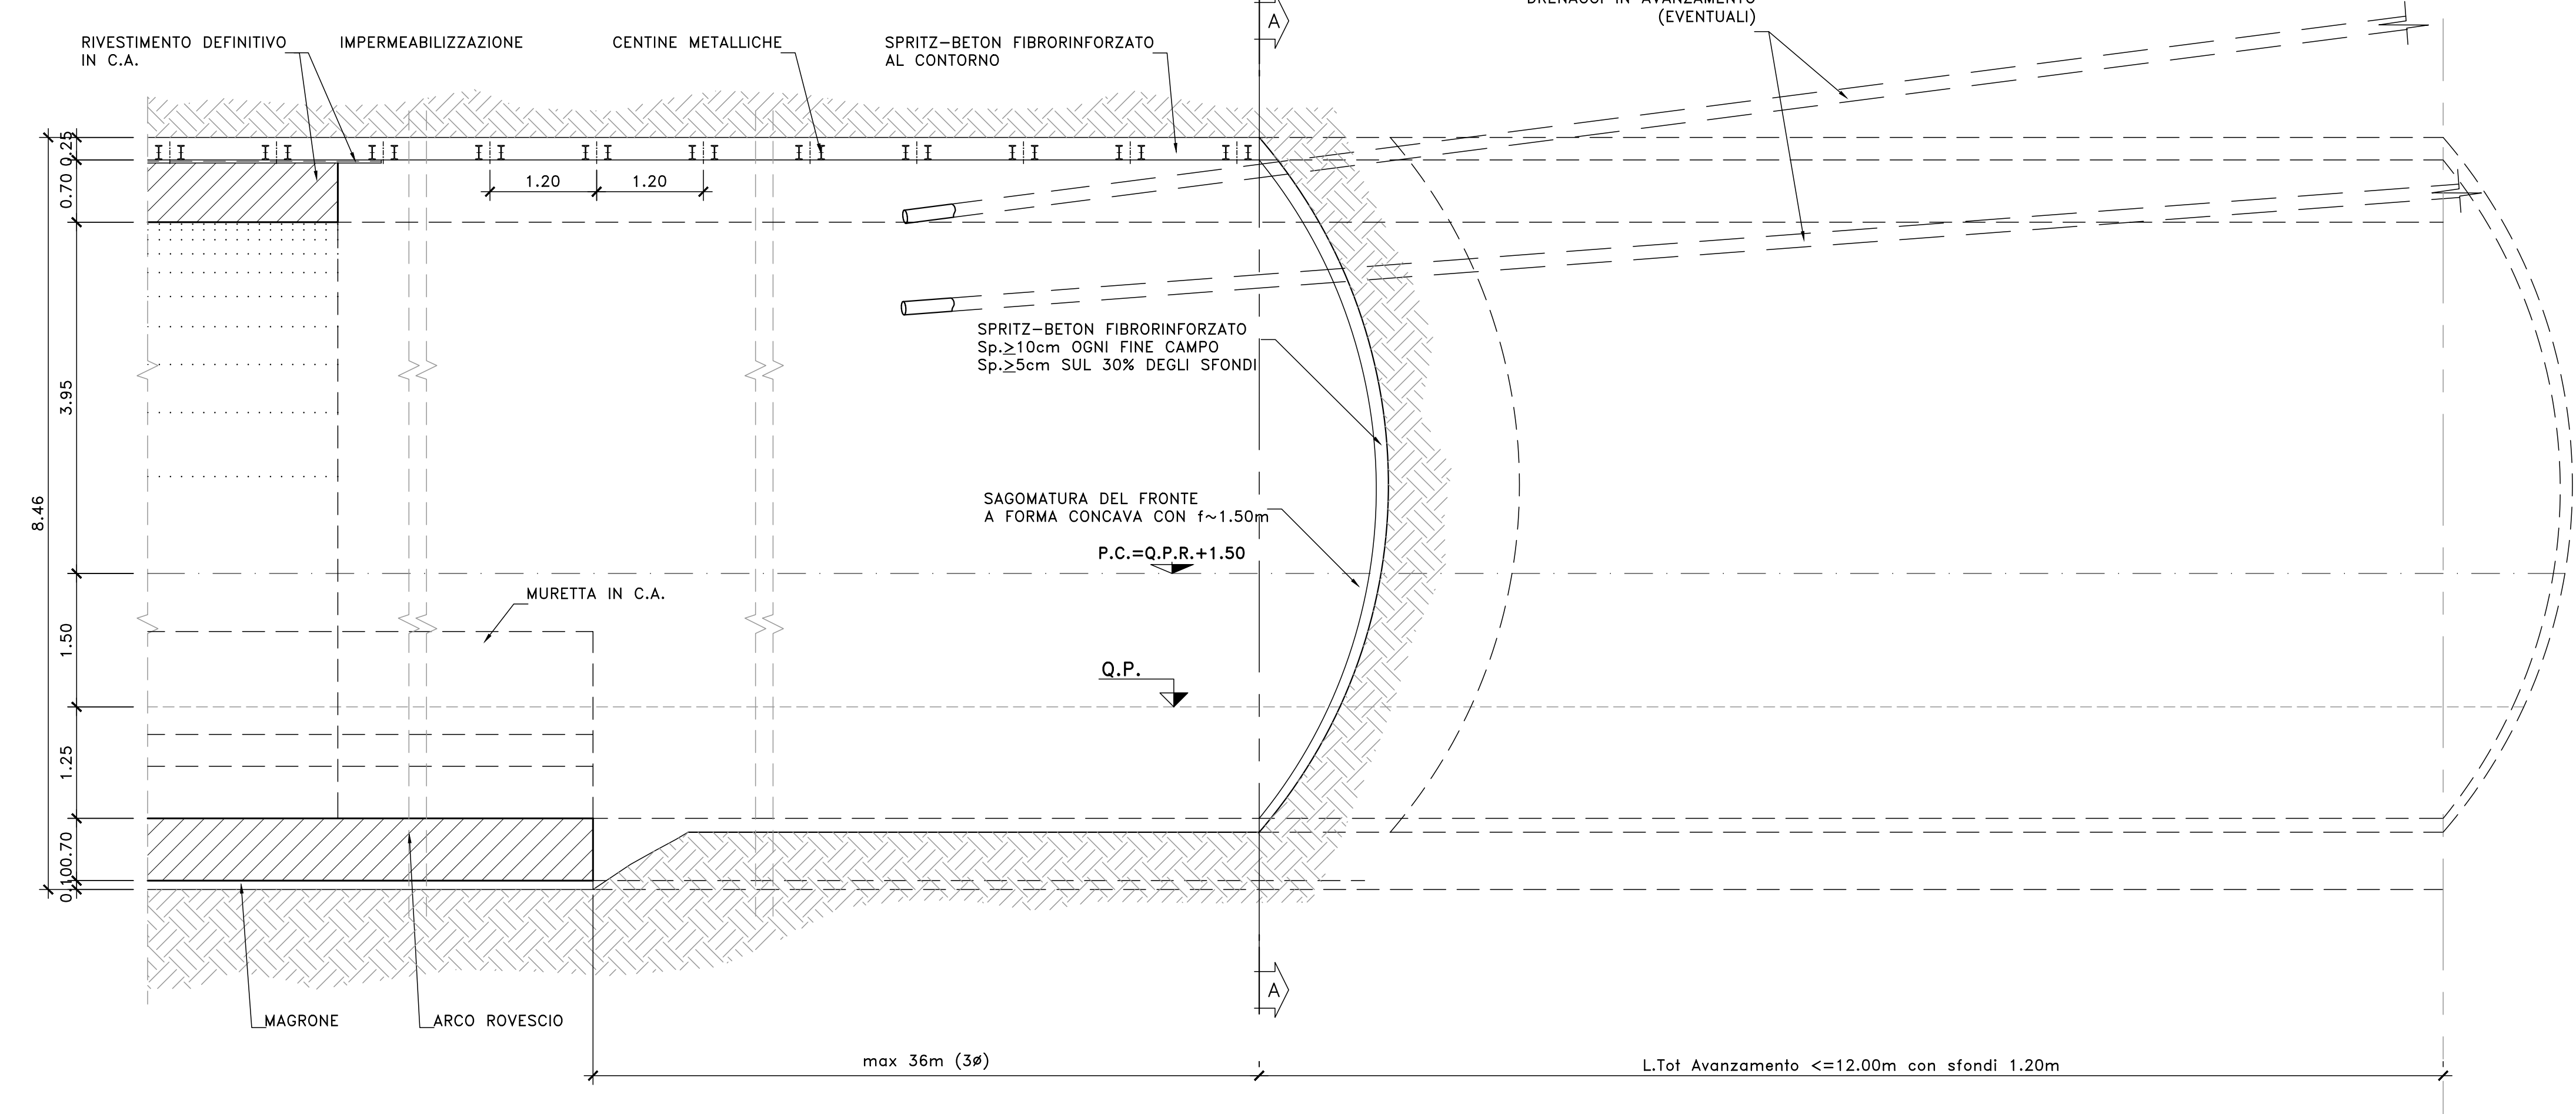 DRENAGGI IN AVANZAMENTO
(EVENTUALI)
A
RIVESTIMENTO DEFINITIVO
IN C.A.
IMPERMEABILIZZAZIONE
CENTINE METALLICHE
SPRITZ-BETON FIBRORINFORZATO
AL CONTORNO
0.25
0.70
1.20
1.20
3.95
8.46
SPRITZ-BETON FIBRORINFORZATO
Sp.≥10cm OGNI FINE CAMPO
Sp.≥5cm SUL 30% DEGLI SFONDI
SAGOMATURA DEL FRONTE
A FORMA CONCAVA CON f~1.50m
P.C.=Q.P.R.+1.50
MURETTA IN C.A.
1.50
Q.P.
1.25
0.70
0.10
A
MAGRONE
ARCO ROVESCIO
max 36m (3ø)
L.Tot Avanzamento <=12.00m con sfondi 1.20m